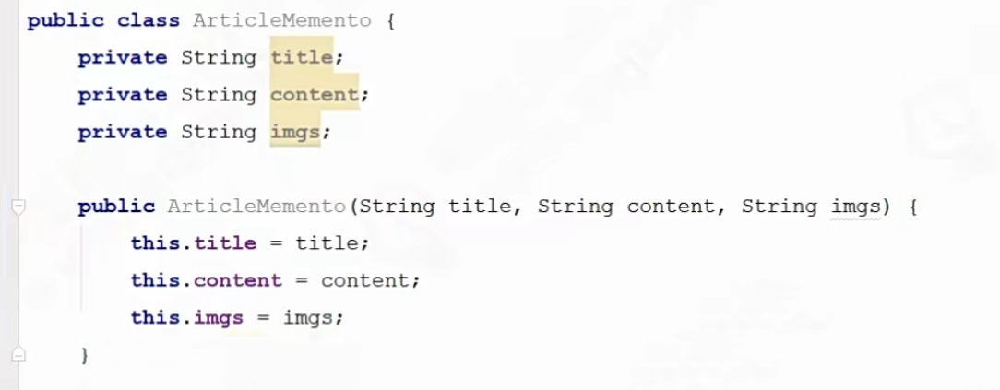 public class ArticleMemento {
private String title;
private String content;
private String imgs;
public ArticleMemento(String title, String content, String imgs) {
this.title = title;
this.content = content;
this.imgs = imgs;
}